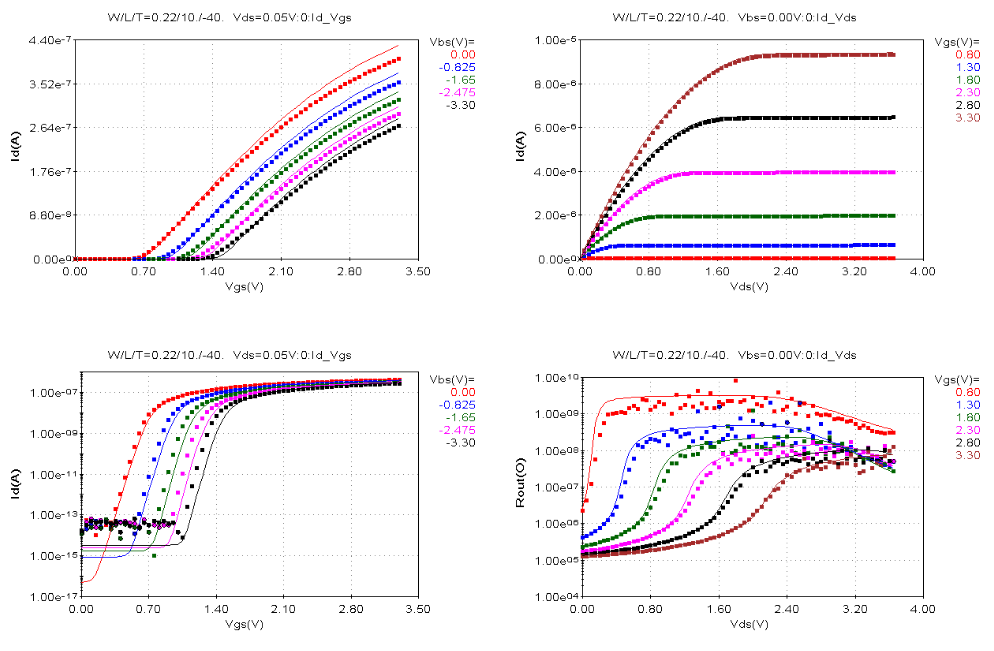 W/L/T=0.22/10./-40. Vds=0.05V:0:Id_Vgs
Id(A)
4.40e-7
3.52e-7
2.64e-7
1.76e-7
8.80e-8
0.00e0
0.00 0.70 1.40 2.10 2.80 3.50
Vgs(V)
Vbs(V)=
0.00
-0.825
-1.65
-2.475
-3.30
W/L/T=0.22/10./-40. Vbs=0.00V:0:Id_Vds
Id(A)
1.00e-5
8.00e-6
6.00e-6
4.00e-6
2.00e-6
0.00e0
0.00 0.80 1.60 2.40 3.20 4.00
Vds(V)
Vgs(V)=
0.80
1.30
1.80
2.30
2.80
3.30
W/L/T=0.22/10./-40. Vds=0.05V:0:Id_Vgs
Id(A)
1.00e-07
1.00e-09
1.00e-11
1.00e-13
1.00e-15
1.00e-17
0.00 0.70 1.40 2.10 2.80 3.50
Vgs(V)
Vbs(V)=
0.00
-0.825
-1.65
-2.475
-3.30
W/L/T=0.22/10./-40. Vbs=0.00V:0:Id_Vds
Rout(O)
1.00e10
1.00e09
1.00e08
1.00e07
1.00e06
1.00e05
1.00e04
0.00 0.80 1.60 2.40 3.20 4.00
Vds(V)
Vgs(V)=
0.80
1.30
1.80
2.30
2.80
3.30